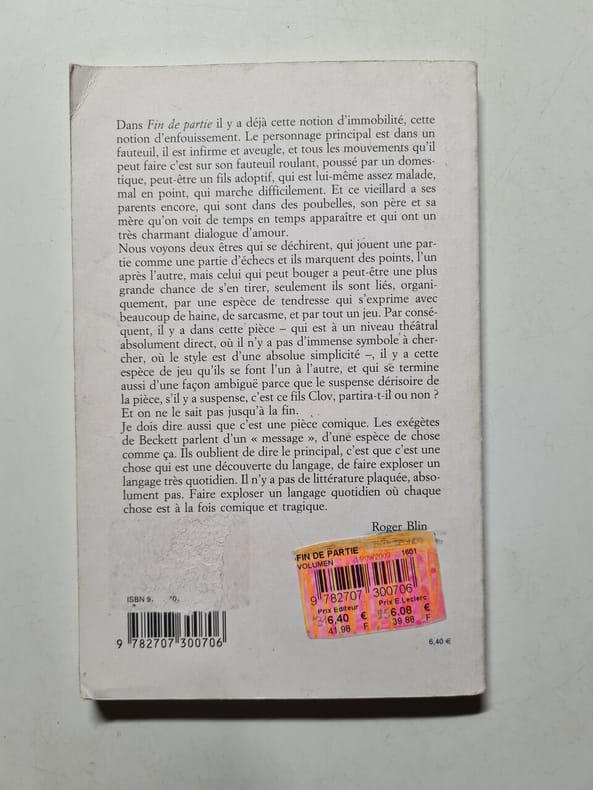 Dans Fin de partie il y a déjà cette notion d'immobilité, cette
notion d'enfouissement. Le personnage principal est dans un
fauteuil, il est infirme et aveugle, et tous les mouvements qu'il
peut faire c'est sur son fauteuil roulant, poussé par un domes-
tique, peut-être un fils adoptif, qui est lui-même assez malade,
mal en point, qui marche difficilement. Et ce vieillard a ses
parents encore, qui sont dans des poubelles, son père et sa
mère qu'on voit de temps en temps apparaître et qui ont un
très charmant dialogue d'amour.
Nous voyons deux êtres qui se déchirent, qui jouent une par-
tie comme une partie d'échecs et ils marquent des points, l'un
après l'autre, mais celui qui peut bouger a peut-être une plus
grande chance de s'en tirer, seulement ils sont liés, organi-
quement, par une espèce de tendresse qui s'exprime avec
beaucoup de haine, de sarcasme, et par tout un jeu. Par consé-
quent, il y a dans cette pièce – qui est à un niveau théâtral
absolument direct, où il n'y a pas d'immense symbole à cher-
cher, où le style est d'une absolue simplicité –, il y a cette
espèce de jeu qu'ils se font l'un à l'autre, et qui se termine
aussi d'une façon ambiguë parce que le suspense dérisoire de
la pièce, s'il y a suspense, c'est ce fils Clov, partira-t-il ou non ?
Et on ne le sait pas jusqu'à la fin.
Je dois dire aussi que c'est une pièce comique. Les exégètes
de Beckett parlent d'un « message », d'une espèce de chose
comme ça. Ils oublient de dire le principal, c'est que c'est une
chose qui est une découverte du langage, de faire exploser un
langage très quotidien. Il n'y a pas de littérature plaquée, abso-
lument pas. Faire exploser un langage quotidien où chaque
chose est à la fois comique et tragique.
Roger Blin
FIN DE PARTIE
VOLUMEN 1601
9 782707 300706
Prix Editeur Prix E.Leclerc
6,40 € 6,08 €
41,98 F 39,88 F
ISBN
9 782707 300706
6,40 €